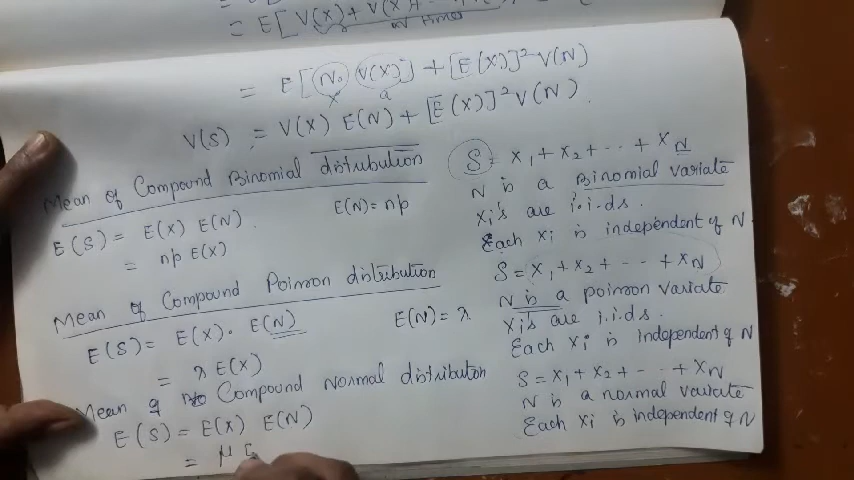 = E[V(X)+ V(X)+
N times
= E[N. V(X)] + [E(X)]² V(N)
V(S) = V(X) E(N) + [E(X)]² V(N).
Mean of Compound Binomial distribution
E(S) = E(X) E(N).
E(N) = np
= np E(X)
Mean of Compound Poisson distribution
E(S) = E(X). E(N)
E(N) = λ
= λ E(X)
Mean of Compound Normal distribution
E(S) = E(X) E(N)
= μ
S = X1 + X2 + ... + XN
N is a Binomial variate
Xi's are i.i.ds.
Each Xi is independent of N.
S = X1 + X2 + --- + XN
N is a poisson variate
Xi's are i.i.ds.
Each Xi is independent of N
S = X1 + X2 + - .. + XN
N is a normal variate
Each Xi is independent of N